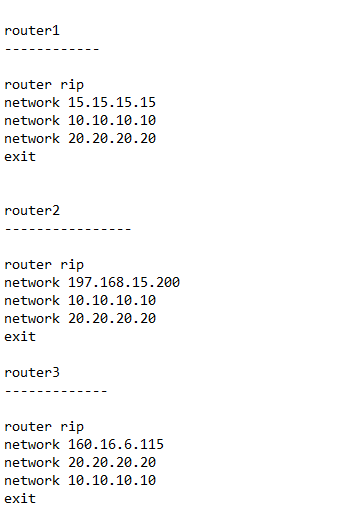 router1
------------
router rip
network 15.15.15.15
network 10.10.10.10
network 20.20.20.20
exit
router2
----------------
router rip
network 197.168.15.200
network 10.10.10.10
network 20.20.20.20
exit
router3
-------------
router rip
network 160.16.6.115
network 20.20.20.20
network 10.10.10.10
exit